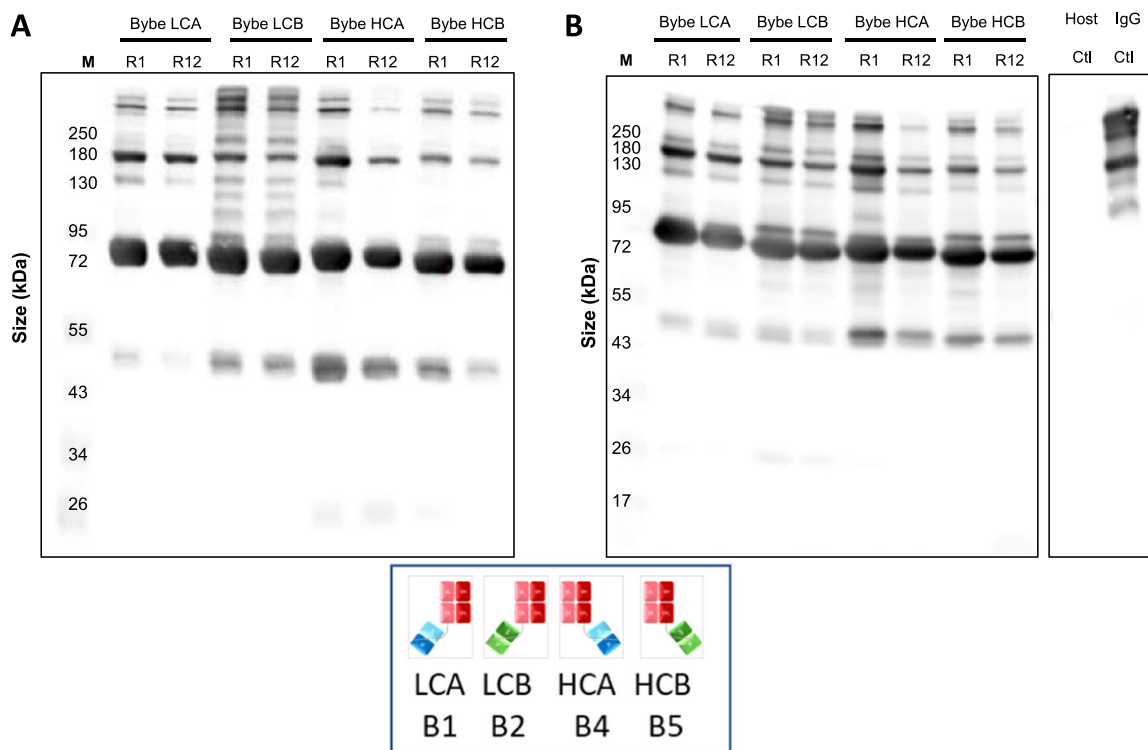 A
Bybe LCA Bybe LCB Bybe HCA Bybe HCB
M R1 R12 R1 R12 R1 R12 R1 R12
Size (kDa)
250
180
130
95
72
55
43
34
26
B
Bybe LCA Bybe LCB Bybe HCA Bybe HCB
M R1 R12 R1 R12 R1 R12 R1 R12
Host IgG
Ctl Ctl
Size (kDa)
250
180
130
95
72
55
43
34
26
17
LCA LCB HCA HCB
B1 B2 B4 B5